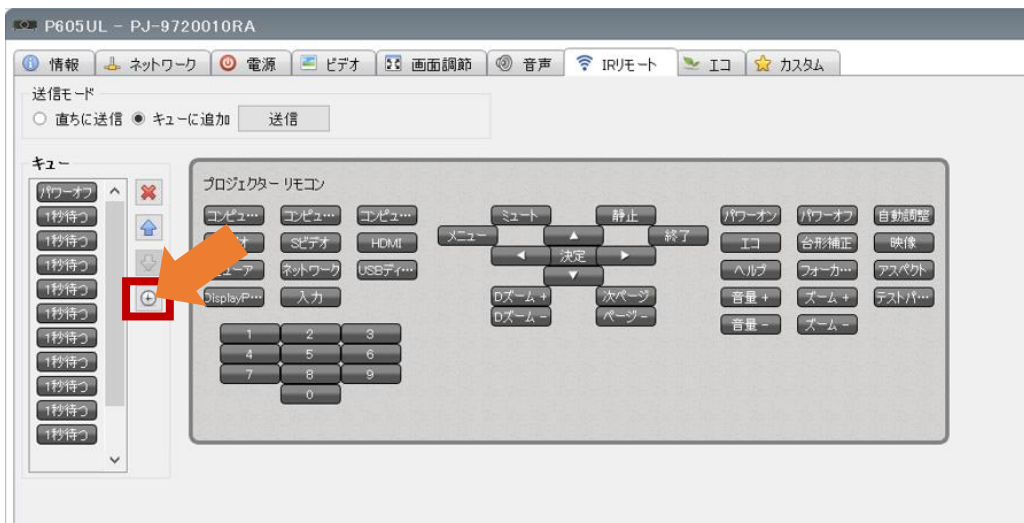 P605UL - PJ-9720010RA
情報 ネットワーク 電源 ビデオ 画面調節 音声 IRリモート エコ カスタム
送信モード
直ちに送信 キューに追加 送信
キュー
パワーオフ
1秒待つ
1秒待つ
1秒待つ
1秒待つ
1秒待つ
1秒待つ
1秒待つ
1秒待つ
1秒待つ
1秒待つ
プロジェクター リモコン
コンピュ… コンピュ… コンピュ… ミュート 静止 パワーオン パワーオフ 自動調整
Sビデオ HDMI メニュー ▲ 終了 エコ 台形補正 映像
◀ 決定 ▶
ネットワーク USBディ… ▼ ヘルプ フォーカ… アスペクト
DisplayP… 入力 Dズーム + 次ページ 音量 + ズーム + テストパ…
Dズーム - ページ - 音量 - ズーム -
1 2 3
4 5 6
7 8 9
0